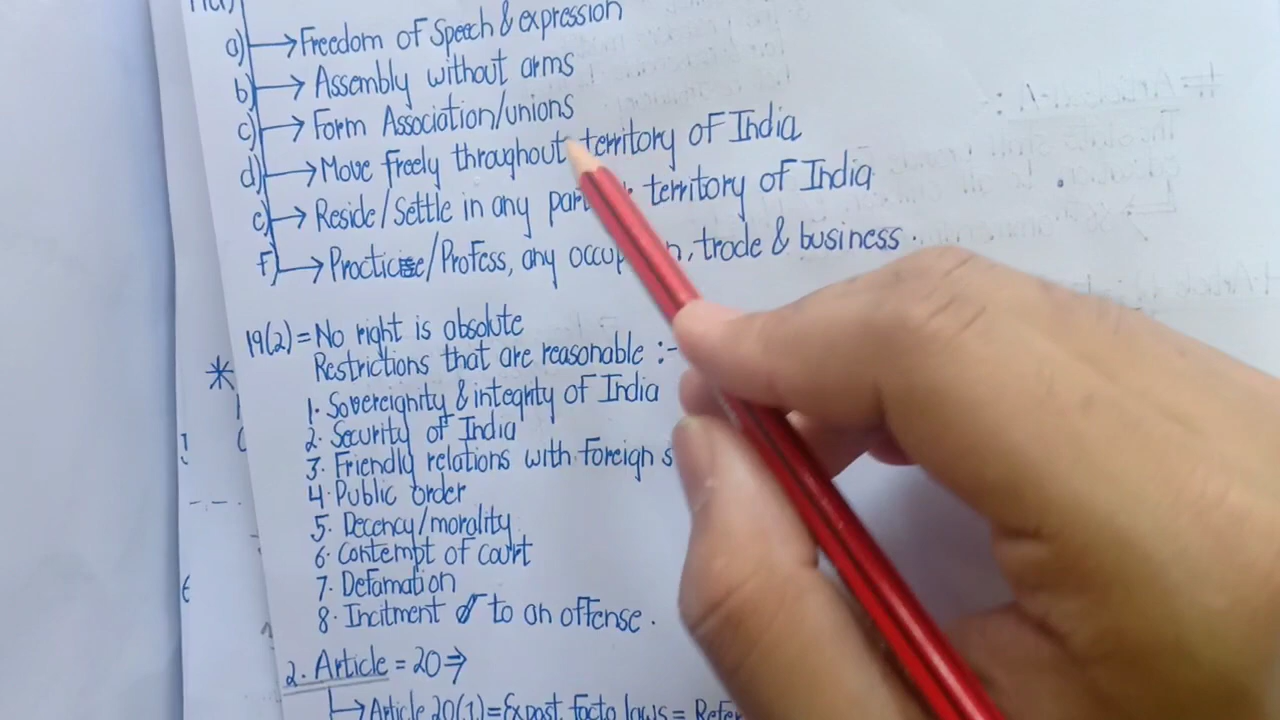 a) → Freedom of Speech & expression
b) → Assembly without arms
c) → Form Association/unions
d) → Move freely throughout territory of India
e) → Reside/Settle in any part territory of India
f) → Practice/Profess, any occup n, trade & business.
19(2) = No right is absolute
Restrictions that are reasonable :-
1. Sovereignity & integrity of India
2. Security of India
3. Friendly relations with foreign s
4. Public order
5. Decency/morality
6. Contempt of court
7. Defamation
8. Incitment to an offense.
2. Article = 20 ⇒
→ Article 20(1) = Expost facto laws = Refer